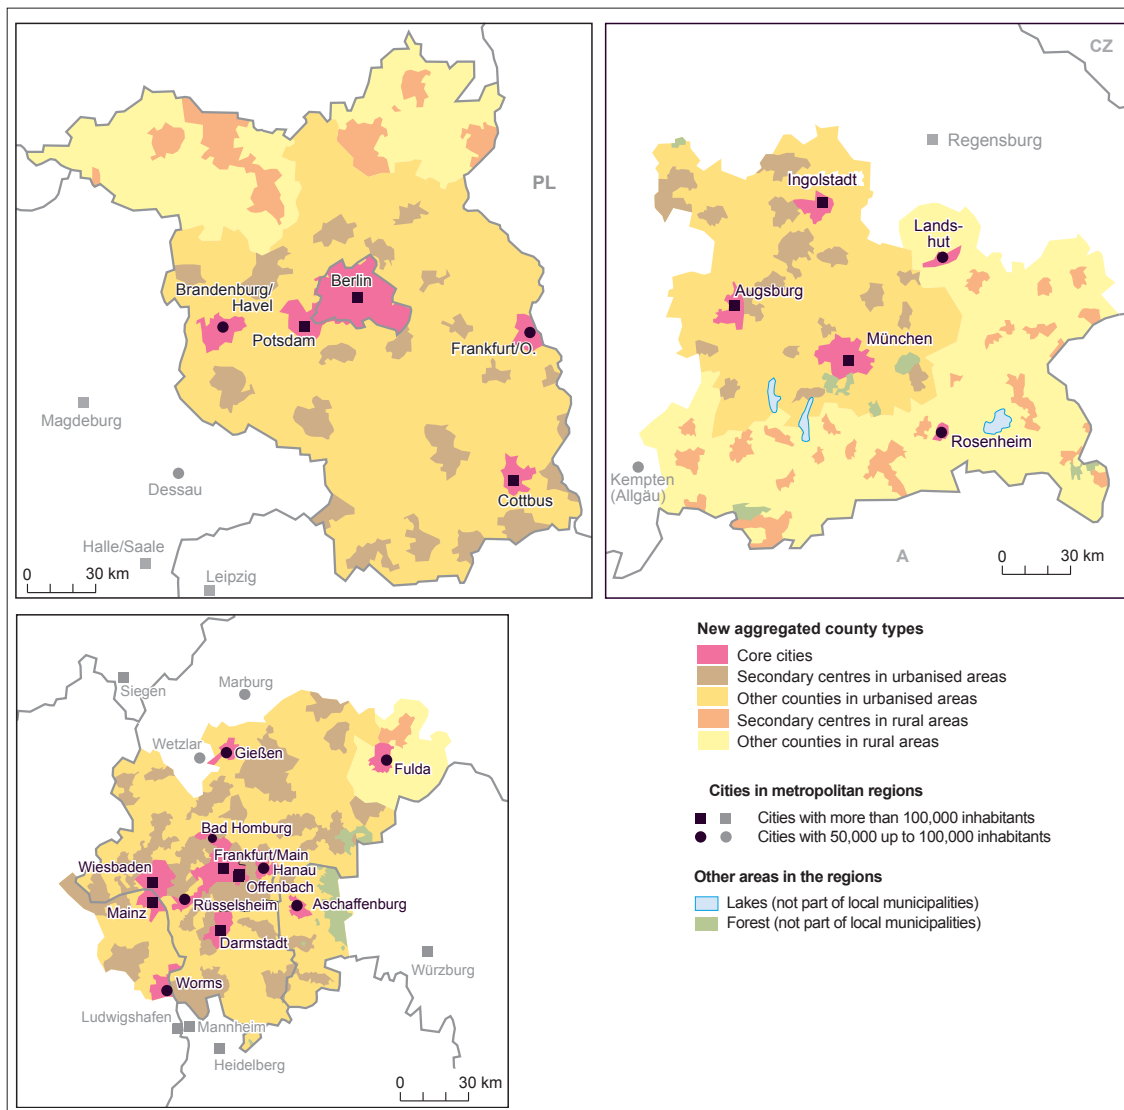 PL
Berlin
Brandenburg/
Havel
Potsdam
Frankfurt/O.
Magdeburg
Dessau
Cottbus
Halle/Saale
Leipzig
0 30 km
CZ
Regensburg
Ingolstadt
Lands-
hut
Augsburg
München
Rosenheim
Kempten
(Allgäu)
A
0 30 km
Siegen
Marburg
Wetzlar
Gießen
Fulda
Bad Homburg
Frankfurt/Main
Wiesbaden
Hanau
Offenbach
Mainz
Rüsselsheim
Aschaffenburg
Darmstadt
Würzburg
Worms
Ludwigshafen
Mannheim
Heidelberg
0 30 km
New aggregated county types
Core cities
Secondary centres in urbanised areas
Other counties in urbanised areas
Secondary centres in rural areas
Other counties in rural areas
Cities in metropolitan regions
Cities with more than 100,000 inhabitants
Cities with 50,000 up to 100,000 inhabitants
Other areas in the regions
Lakes (not part of local municipalities)
Forest (not part of local municipalities)